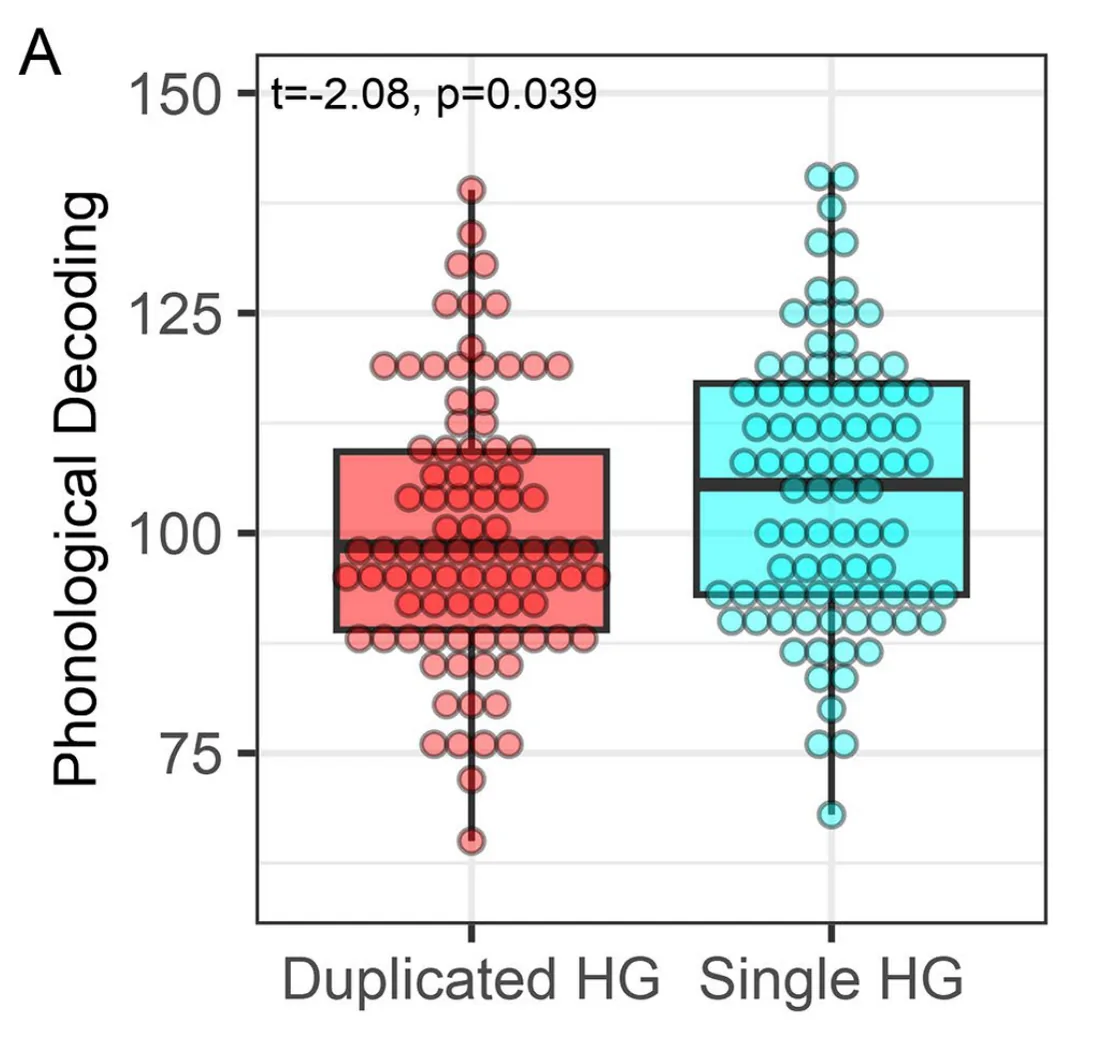 A
t=-2.08, p=0.039
150
125
100
75
Phonological Decoding
Duplicated HG
Single HG